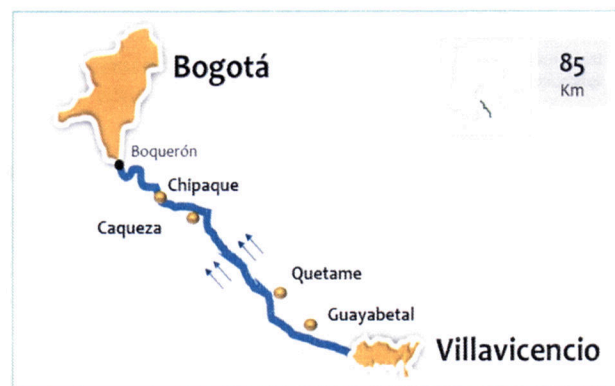 Bogotá
85
Km
Boquerón
Chipaque
Caqueza
Quetame
Guayabetal
Villavicencio